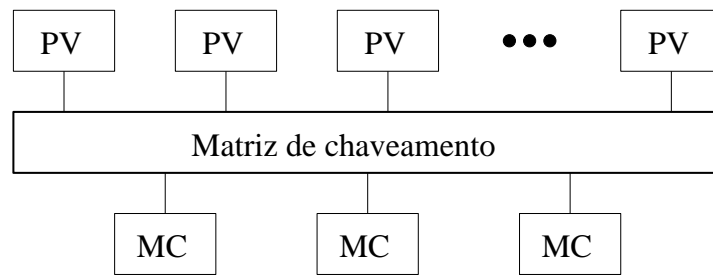 PV PV PV ••• PV
Matriz de chaveamento
MC MC MC